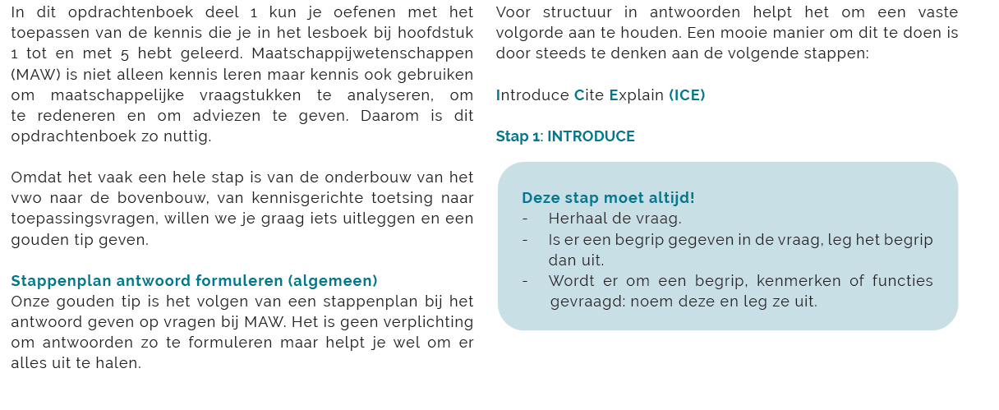 In dit opdrachtenboek deel 1 kun je oefenen met het
toepassen van de kennis die je in het lesboek bij hoofdstuk
1 tot en met 5 hebt geleerd. Maatschappijwetenschappen
(MAW) is niet alleen kennis leren maar kennis ook gebruiken
om maatschappelijke vraagstukken te analyseren, om
te redeneren en om adviezen te geven. Daarom is dit
opdrachtenboek zo nuttig.
Omdat het vaak een hele stap is van de onderbouw van het
vwo naar de bovenbouw, van kennisgerichte toetsing naar
toepassingsvragen, willen we je graag iets uitleggen en een
gouden tip geven.
Stappenplan antwoord formuleren (algemeen)
Onze gouden tip is het volgen van een stappenplan bij het
antwoord geven op vragen bij MAW. Het is geen verplichting
om antwoorden zo te formuleren maar helpt je wel om er
alles uit te halen.
Voor structuur in antwoorden helpt het om een vaste
volgorde aan te houden. Een mooie manier om dit te doen is
door steeds te denken aan de volgende stappen:
Introduce Cite Explain (ICE)
Stap 1: INTRODUCE
Deze stap moet altijd!
- Herhaal de vraag.
- Is er een begrip gegeven in de vraag, leg het begrip
dan uit.
- Wordt er om een begrip, kenmerken of functies
gevraagd: noem deze en leg ze uit.